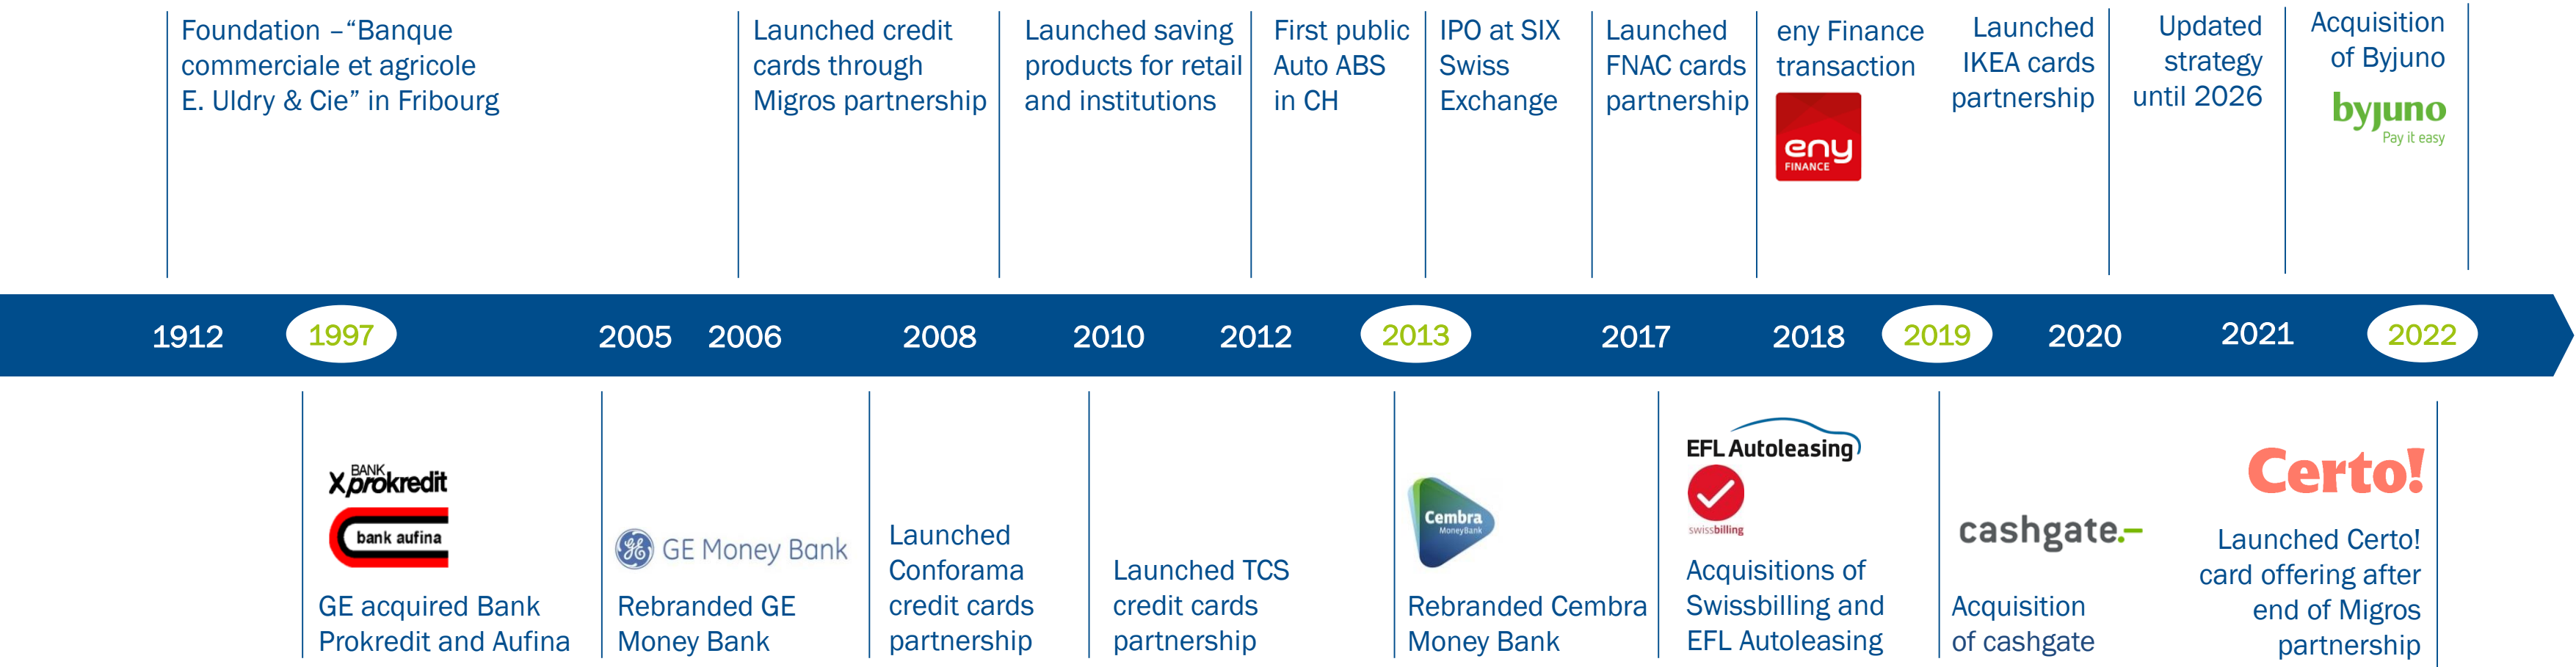 Foundation –“Banque
commerciale et agricole
E. Uldry & Cie” in Fribourg
Launched credit
cards through
Migros partnership
Launched saving
products for retail
and institutions
First public
Auto ABS
in CH
IPO at SIX
Swiss
Exchange
Launched
FNAC cards
partnership
eny Finance
transaction
eny
FINANCE
Launched
IKEA cards
partnership
Updated
strategy
until 2026
Acquisition
of Byjuno
byjuno
Pay it easy
1912 1997 2005 2006 2008 2010 2012 2013 2017 2018 2019 2020 2021 2022
BANK
Xprokredit
bank aufina
GE acquired Bank
Prokredit and Aufina
GE GE Money Bank
Rebranded GE
Money Bank
Launched
Conforama
credit cards
partnership
Launched TCS
credit cards
partnership
Cembra
MoneyBank
Rebranded Cembra
Money Bank
EFL Autoleasing
swissbilling
Acquisitions of
Swissbilling and
EFL Autoleasing
cashgate.–
Acquisition
of cashgate
Certo!
Launched Certo!
card offering after
end of Migros
partnership